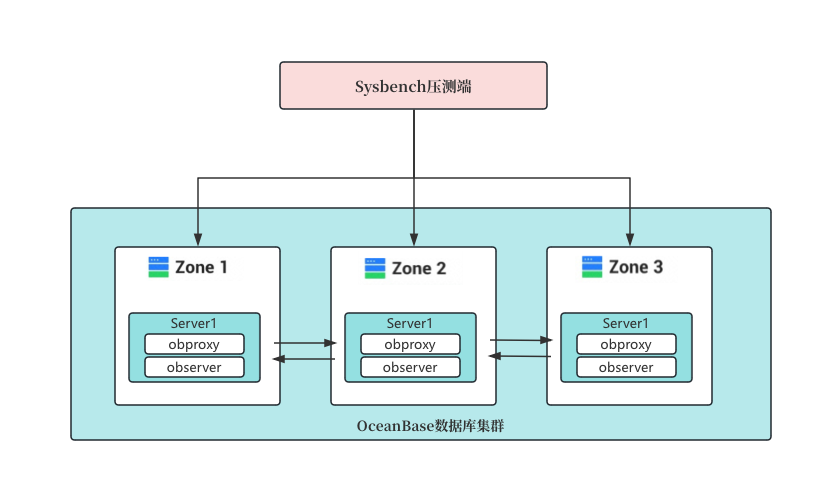 Sysbench压测端
Zone 1
Zone 2
Zone 3
Server1
obproxy
observer
Server1
obproxy
observer
Server1
obproxy
observer
OceanBase数据库集群